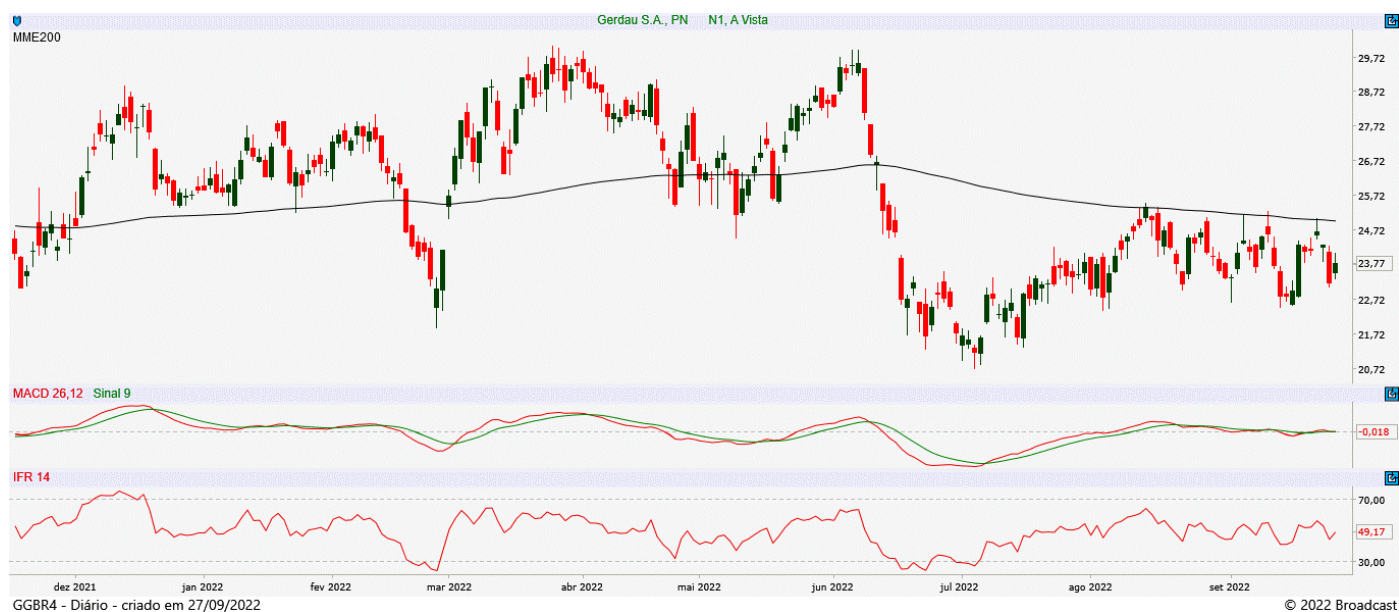 Gerdau S.A., PN N1, A Vista
MME200
29,72
28,72
27,72
26,72
25,72
24,72
23,77
22,72
21,72
20,72
MACD 26,12 Sinal 9
-0,018
IFR 14
70,00
49,17
30,00
dez 2021 jan 2022 fev 2022 mar 2022 abr 2022 mai 2022 jun 2022 jul 2022 ago 2022 set 2022
GGBR4 - Diário - criado em 27/09/2022 © 2022 Broadcast